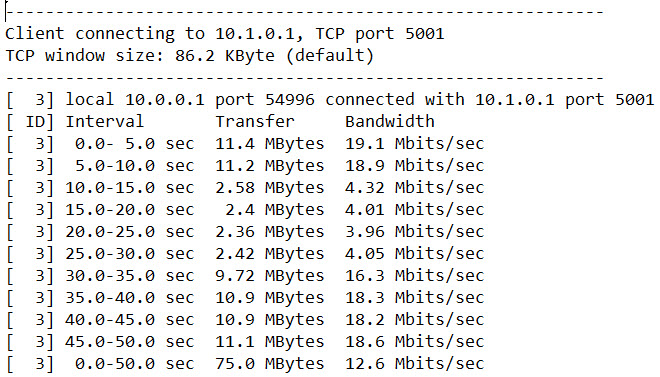 ------------------------------------------------------------
Client connecting to 10.1.0.1, TCP port 5001
TCP window size: 86.2 KByte (default)
------------------------------------------------------------
[  3] local 10.0.0.1 port 54996 connected with 10.1.0.1 port 5001
[ ID] Interval       Transfer     Bandwidth
[  3]  0.0- 5.0 sec  11.4 MBytes  19.1 Mbits/sec
[  3]  5.0-10.0 sec  11.2 MBytes  18.9 Mbits/sec
[  3] 10.0-15.0 sec  2.58 MBytes  4.32 Mbits/sec
[  3] 15.0-20.0 sec   2.4 MBytes  4.01 Mbits/sec
[  3] 20.0-25.0 sec  2.36 MBytes  3.96 Mbits/sec
[  3] 25.0-30.0 sec  2.42 MBytes  4.05 Mbits/sec
[  3] 30.0-35.0 sec  9.72 MBytes  16.3 Mbits/sec
[  3] 35.0-40.0 sec  10.9 MBytes  18.3 Mbits/sec
[  3] 40.0-45.0 sec  10.9 MBytes  18.2 Mbits/sec
[  3] 45.0-50.0 sec  11.1 MBytes  18.6 Mbits/sec
[  3]  0.0-50.0 sec  75.0 MBytes  12.6 Mbits/sec